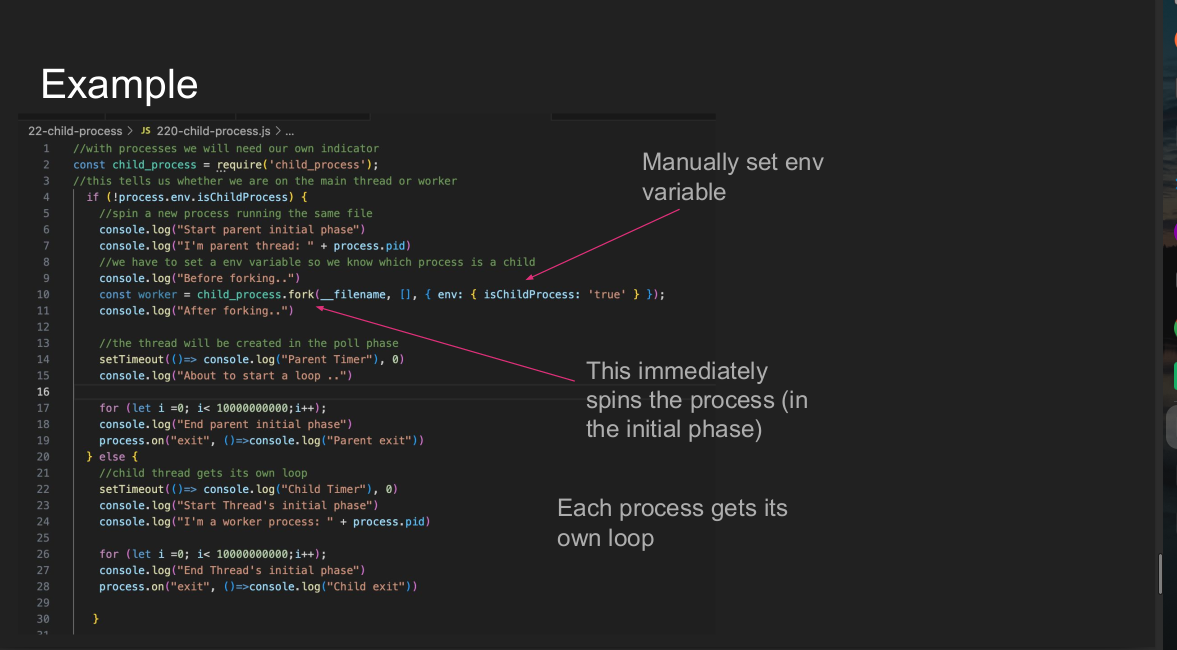 Example
22-child-process > JS 220-child-process.js > ...
1 //with processes we will need our own indicator
2 const child_process = require('child_process');
3 //this tells us whether we are on the main thread or worker
4 if (!process.env.isChildProcess) {
5 //spin a new process running the same file
6 console.log("Start parent initial phase")
7 console.log("I'm parent thread: " + process.pid)
8 //we have to set a env variable so we know which process is a child
9 console.log("Before forking..")
10 const worker = child_process.fork(__filename, [], { env: { isChildProcess: 'true' } });
11 console.log("After forking..")
12
13 //the thread will be created in the poll phase
14 setTimeout(()=> console.log("Parent Timer"), 0)
15 console.log("About to start a loop ..")
16
17 for (let i =0; i< 10000000000;i++);
18 console.log("End parent initial phase")
19 process.on("exit", ()=>console.log("Parent exit"))
20 } else {
21 //child thread gets its own loop
22 setTimeout(()=> console.log("Child Timer"), 0)
23 console.log("Start Thread's initial phase")
24 console.log("I'm a worker process: " + process.pid)
25
26 for (let i =0; i< 10000000000;i++);
27 console.log("End Thread's initial phase")
28 process.on("exit", ()=>console.log("Child exit"))
29
30 }
31
Manually set env
variable
This immediately
spins the process (in
the initial phase)
Each process gets its
own loop